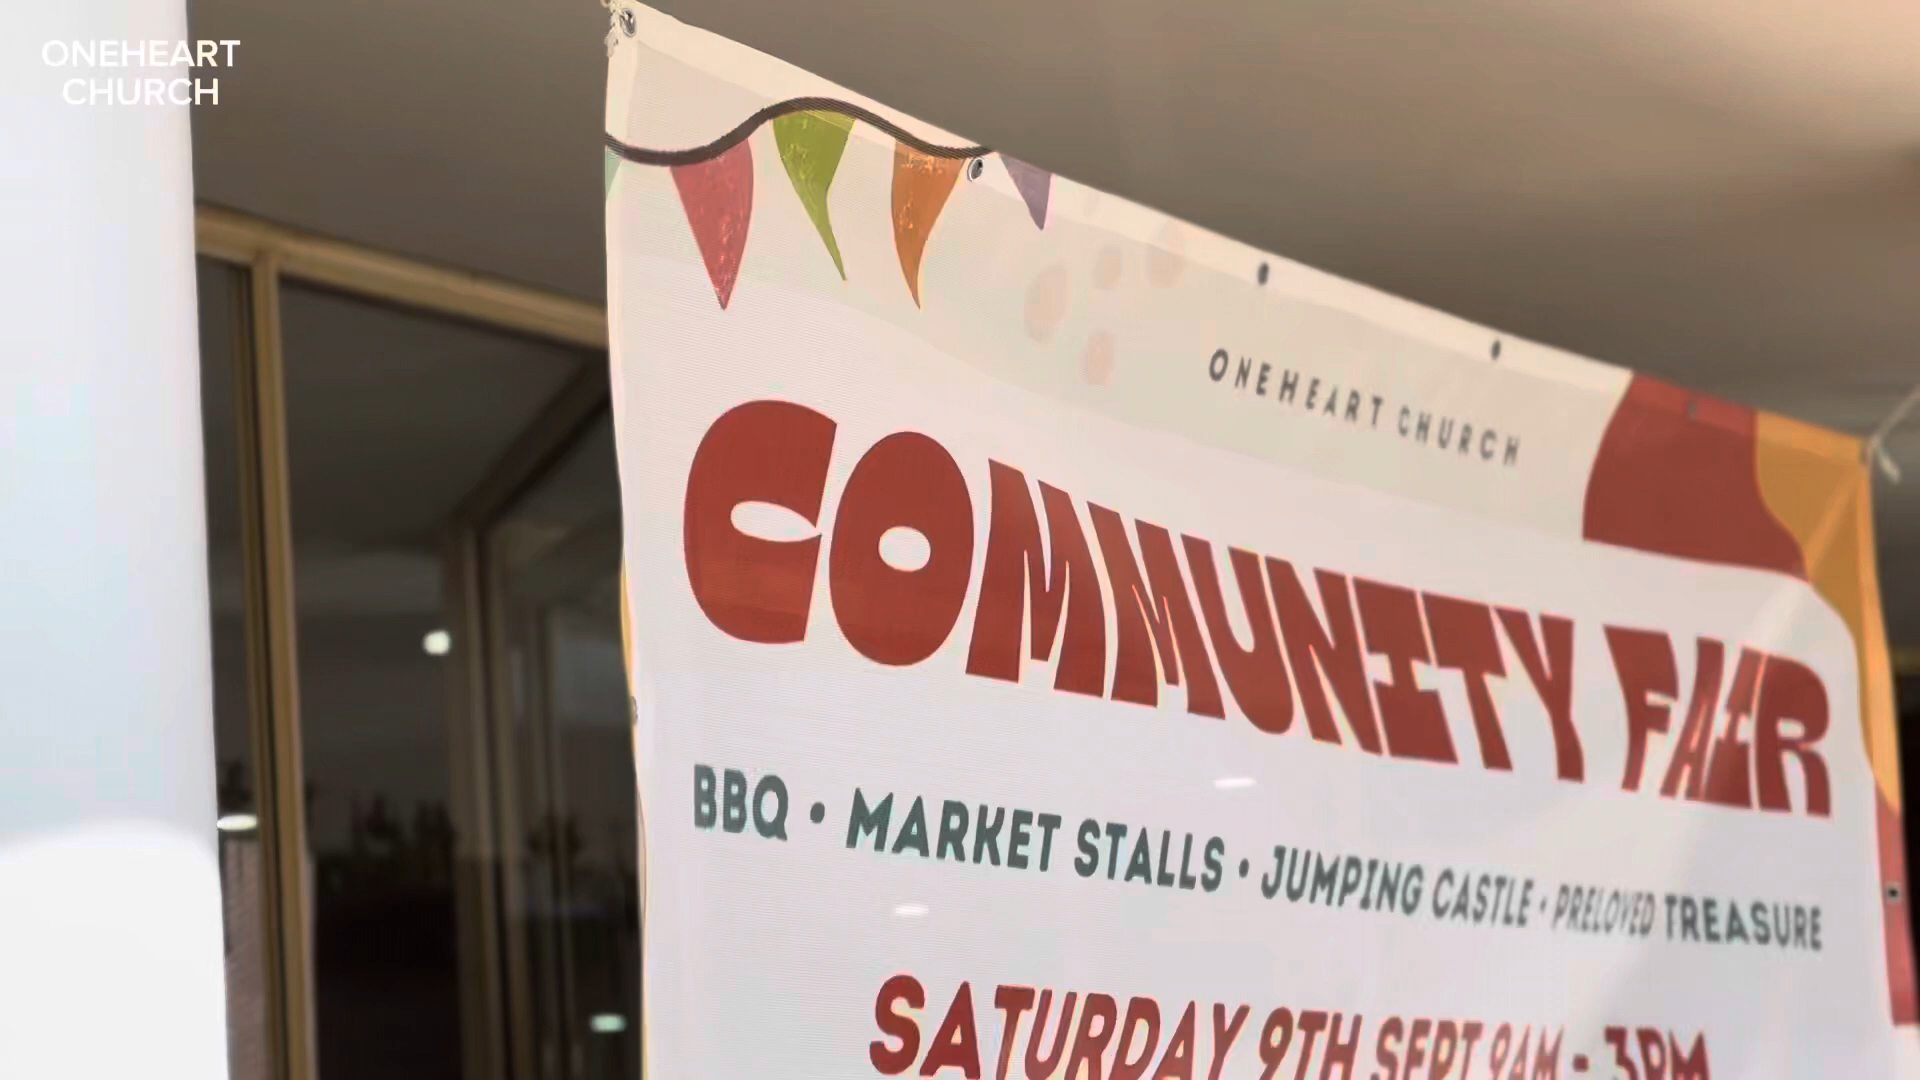 ONEHEART
CHURCH
ONEHEART CHURCH
COMMUNITY FAIR
BBQ • MARKET STALLS • JUMPING CASTLE • PRELOVED TREASURE
SATURDAY 9TH SEPT 9AM - 3PM